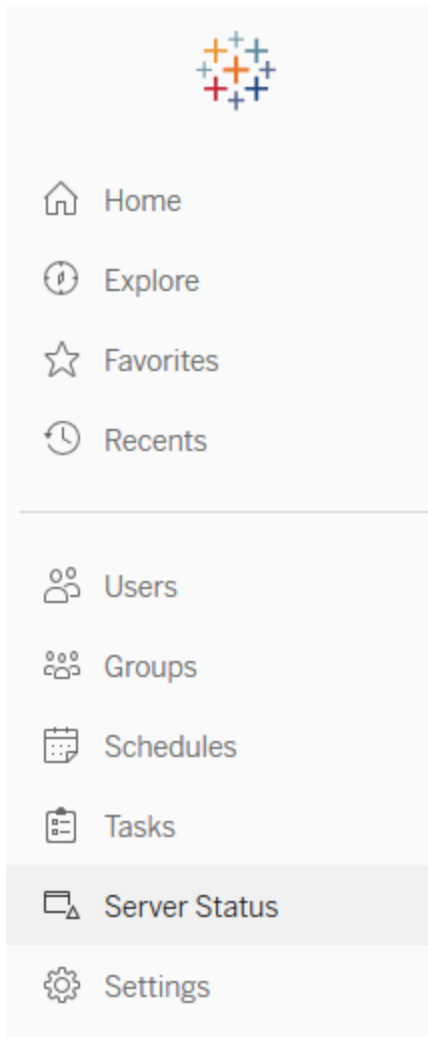 Home
Explore
Favorites
Recents
Users
Groups
Schedules
Tasks
Server Status
Settings